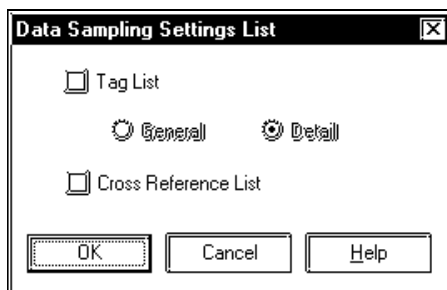 Data Sampling Settings List
Tag List
General Detail
Cross Reference List
OK Cancel Help